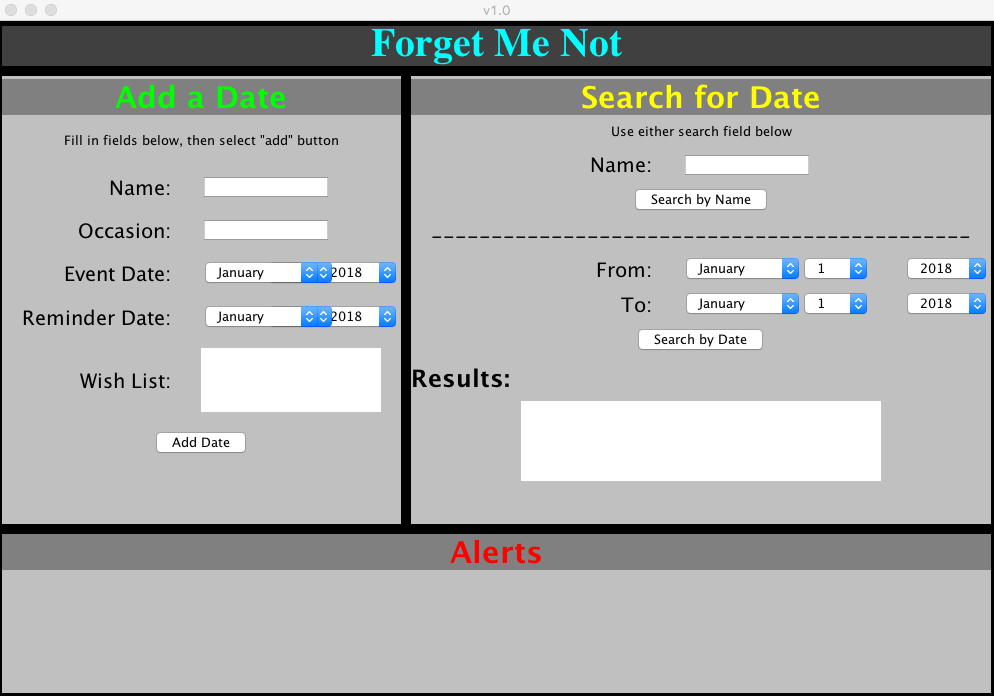 v1.0
Forget Me Not
Add a Date
Fill in fields below, then select "add" button
Name:
Occasion:
Event Date: January 2018
Reminder Date: January 2018
Wish List:
Add Date
Search for Date
Use either search field below
Name:
Search by Name
From: January 1 2018
To: January 1 2018
Search by Date
Results:
Alerts